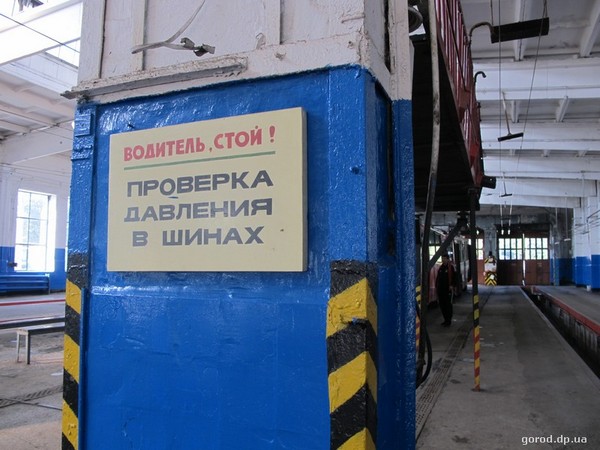 ВОДИТЕЛЬ, СТОЙ!
ПРОВЕРКА
ДАВЛЕНИЯ
В ШИНАХ
gorod.dp.ua